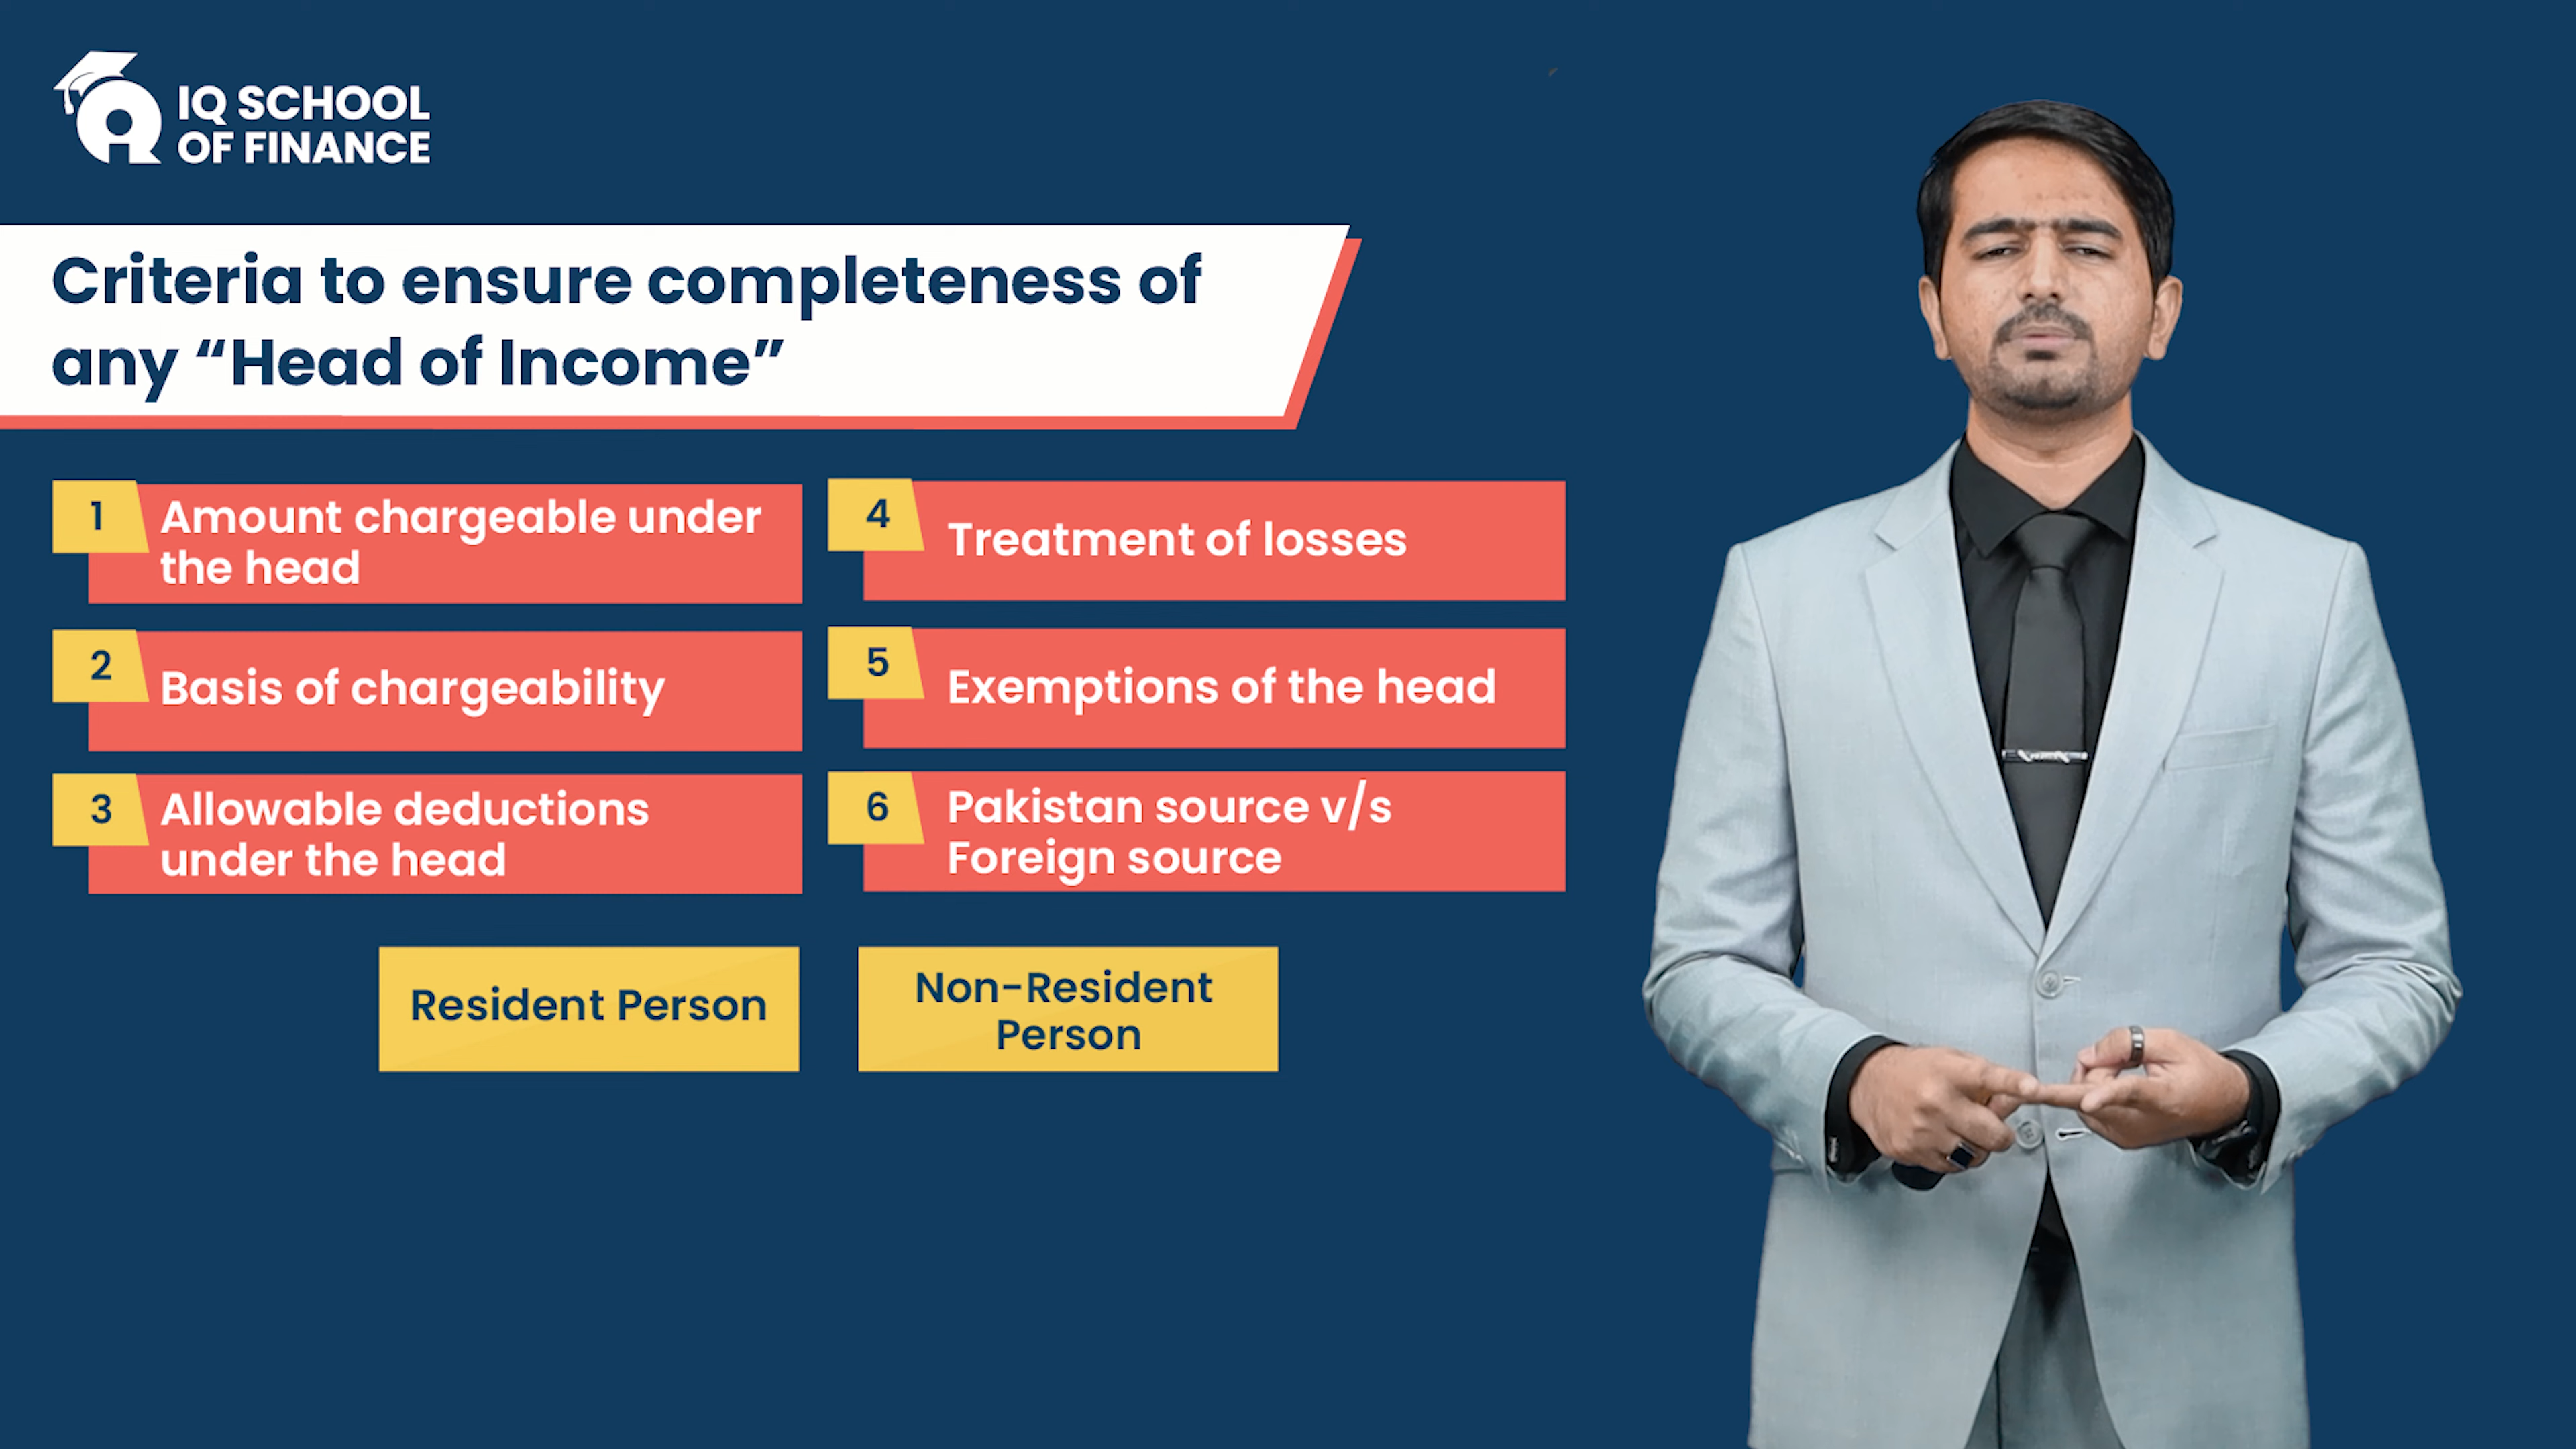 IQ SCHOOL
OF FINANCE
Criteria to ensure completeness of
any “Head of Income”
1
Amount chargeable under
the head
2
Basis of chargeability
3
Allowable deductions
under the head
4
Treatment of losses
5
Exemptions of the head
6
Pakistan source v/s
Foreign source
Resident Person
Non-Resident
Person